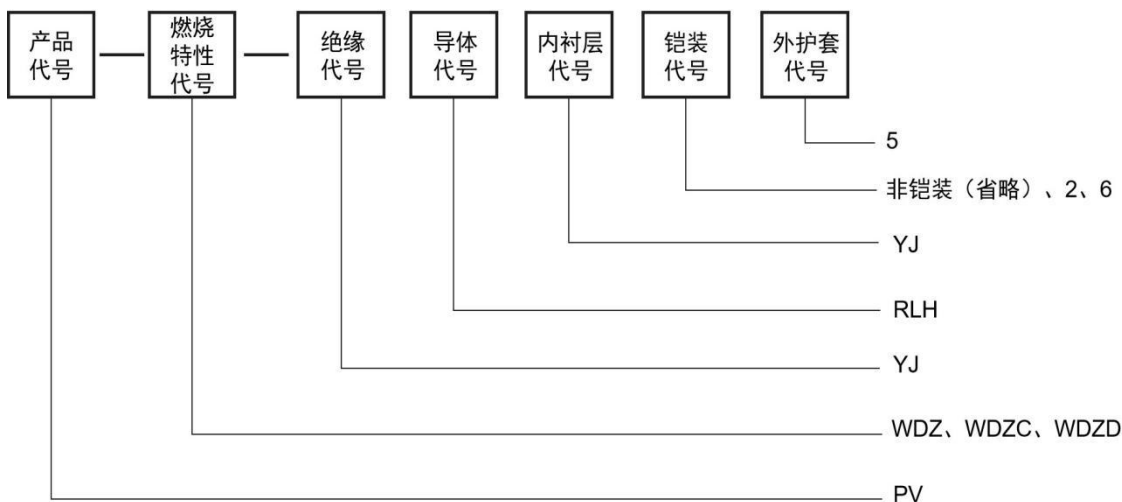 产品
代号
燃烧
特性
代号
绝缘
代号
导体
代号
内衬层
代号
铠装
代号
外护套
代号
5
非铠装（省略）、2、6
YJ
RLH
YJ
WDZ、WDZC、WDZD
PV